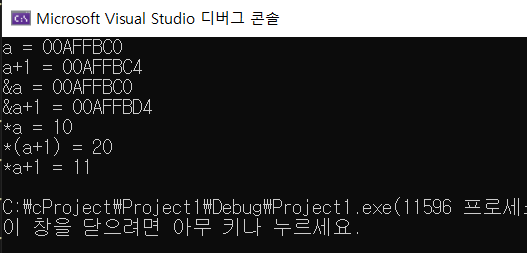 Microsoft Visual Studio 디버그 콘솔
a = 00AFFBC0
a+1 = 00AFFBC4
&a = 00AFFBC0
&a+1 = 00AFFBD4
*a = 10
*(a+1) = 20
*a+1 = 11
C:\cProject\Project1\Debug\Project1.exe(11596 프로세스
이 창을 닫으려면 아무 키나 누르세요.